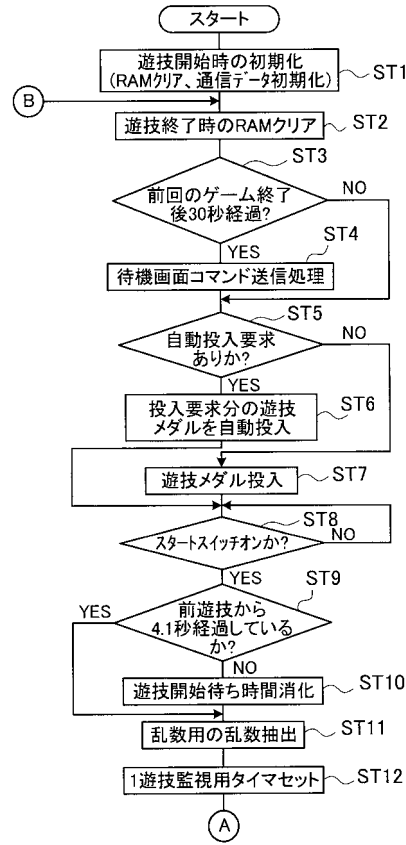 スタート
遊技開始時の初期化
(RAMクリア、通信データ初期化)
ST1
B
遊技終了時のRAMクリア
ST2
ST3
前回のゲーム終了
後30秒経過?
NO
YES
ST4
待機画面コマンド送信処理
ST5
自動投入要求
ありか?
NO
YES
投入要求分の遊技
メダルを自動投入
ST6
遊技メダル投入
ST7
ST8
スタートスイッチオンか?
NO
YES
ST9
YES
前遊技から
4.1秒経過している
か?
NO
遊技開始待ち時間消化
ST10
乱数用の乱数抽出
ST11
1遊技監視用タイマセット
ST12
A